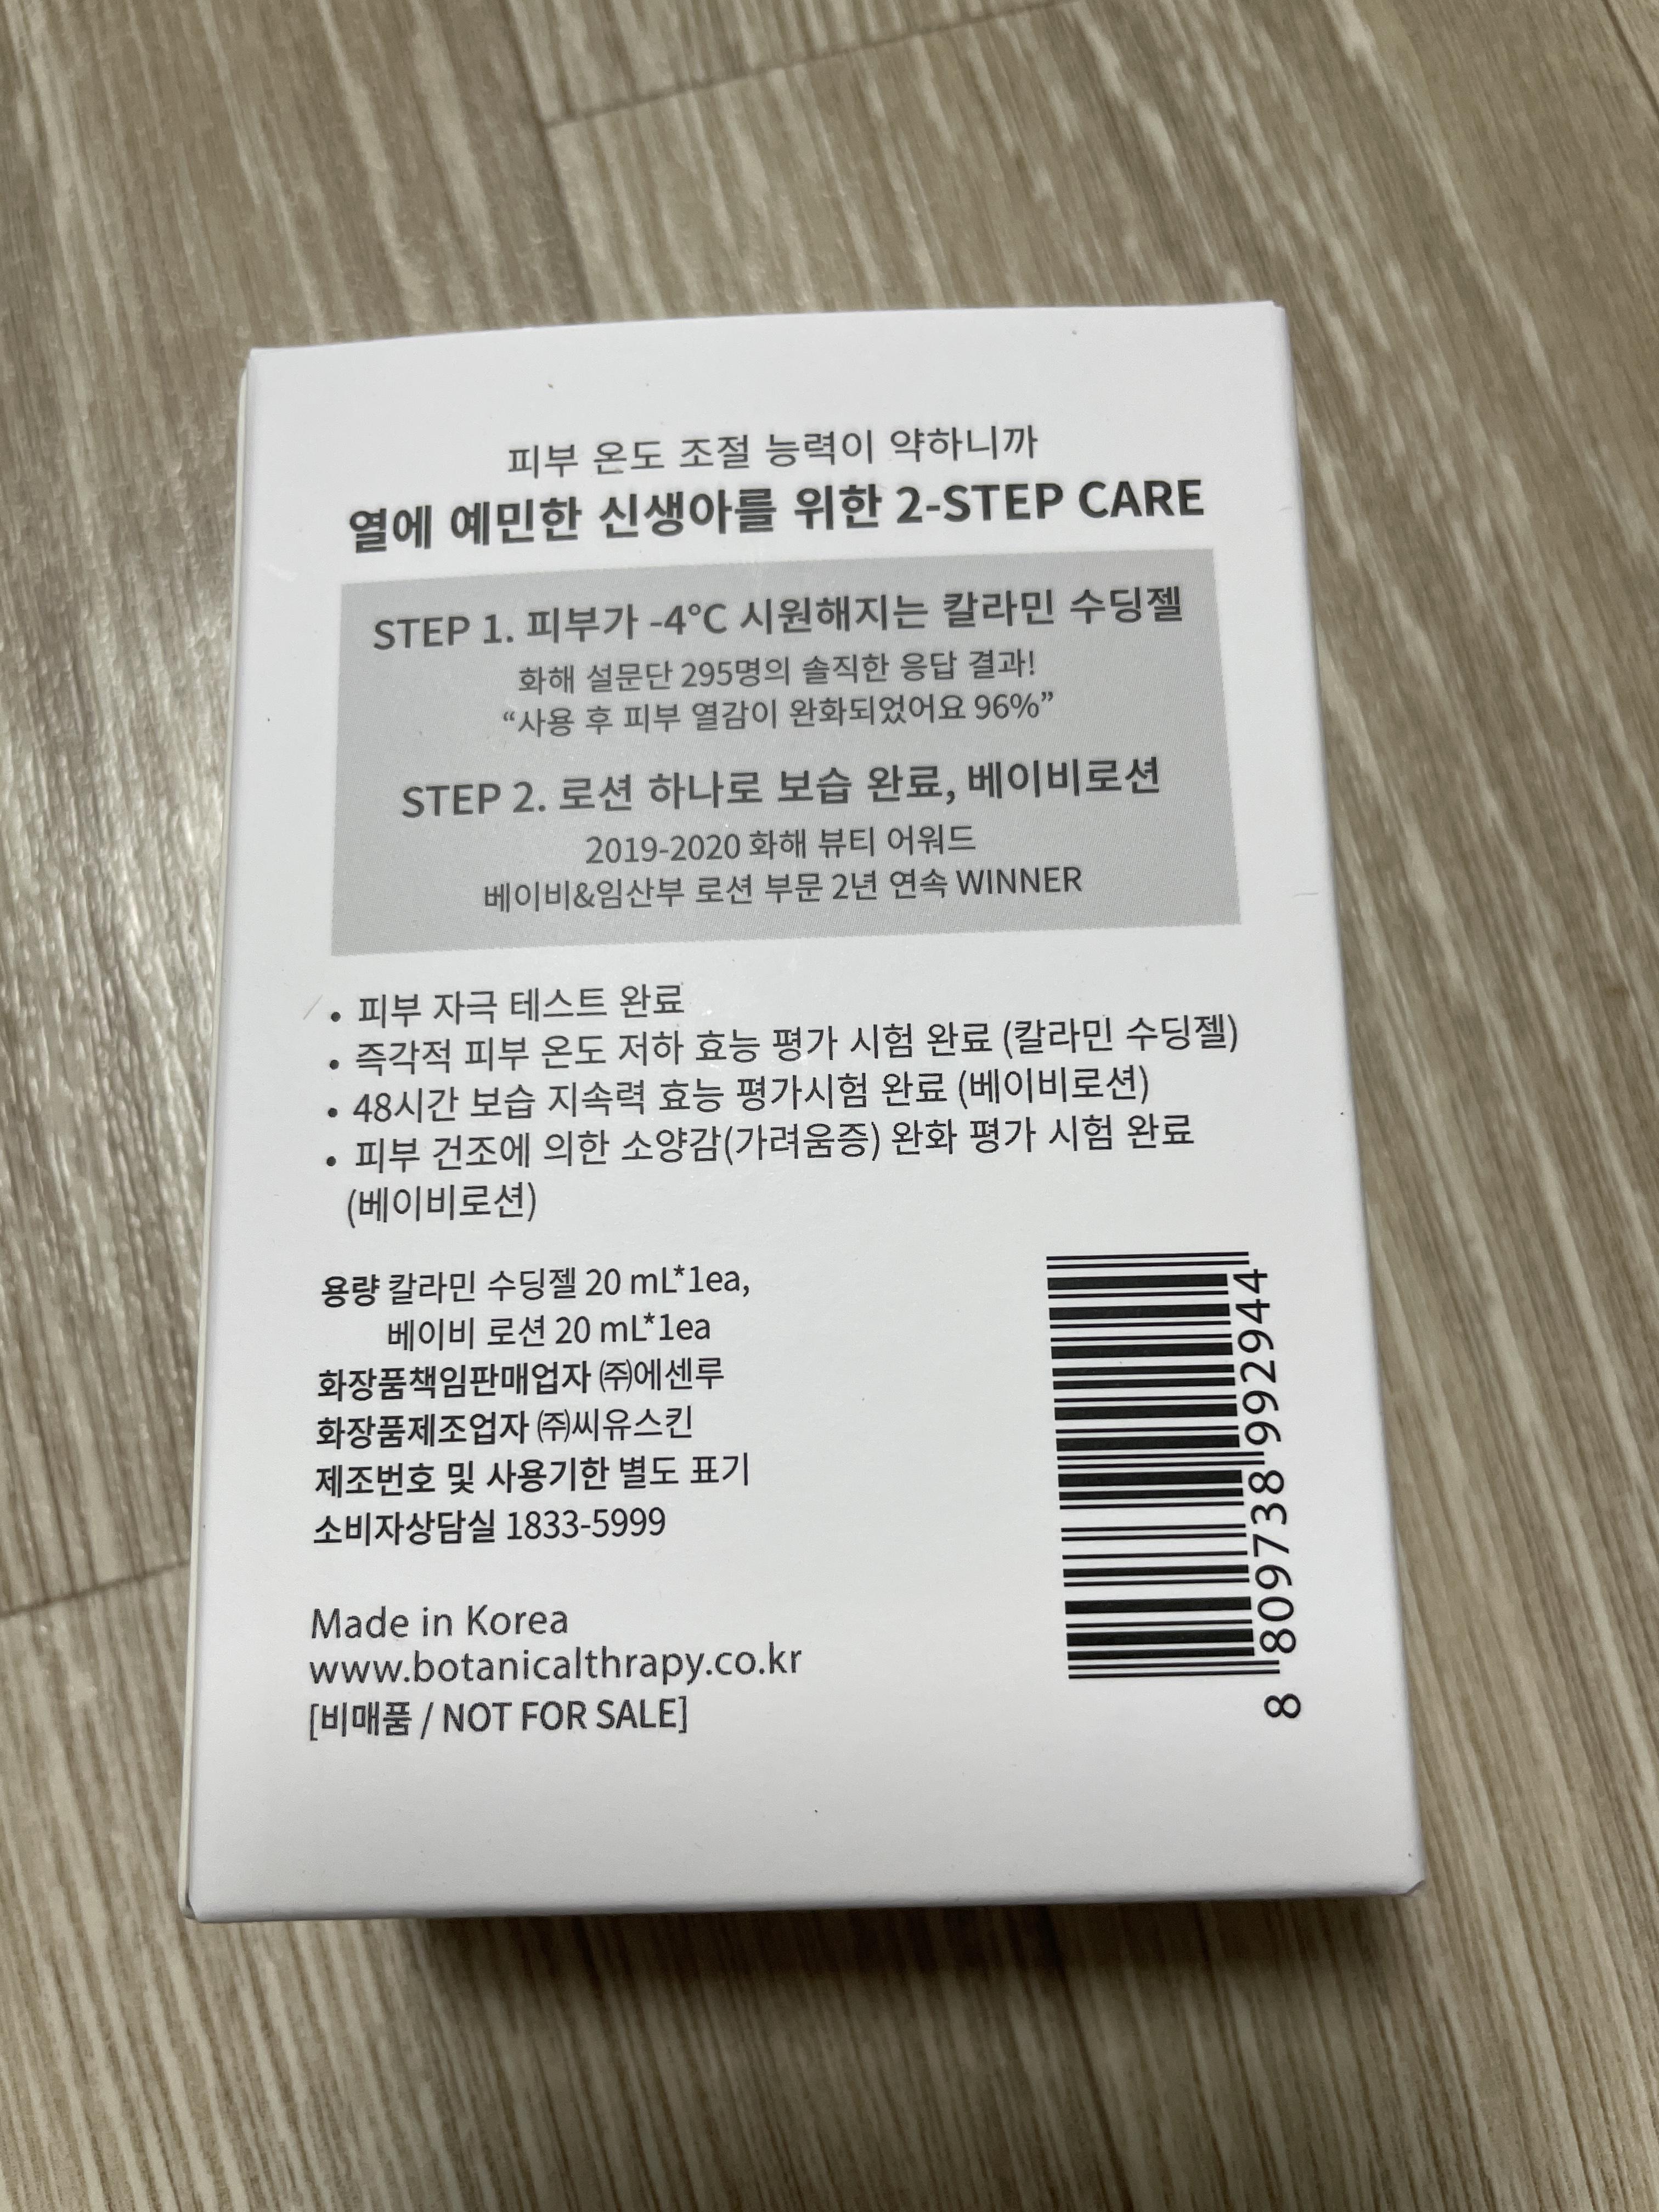 피부 온도 조절 능력이 약하니까
열에 예민한 신생아를 위한 2-STEP CARE
STEP 1. 피부가 -4°C 시원해지는 칼라민 수딩젤
화해 설문단 295명의 솔직한 응답 결과!
“사용 후 피부 열감이 완화되었어요 96%”
STEP 2. 로션 하나로 보습 완료, 베이비로션
2019-2020 화해 뷰티 어워드
베이비&임산부 로션 부문 2년 연속 WINNER
• 피부 자극 테스트 완료
• 즉각적 피부 온도 저하 효능 평가 시험 완료 (칼라민 수딩젤)
• 48시간 보습 지속력 효능 평가시험 완료 (베이비로션)
• 피부 건조에 의한 소양감(가려움증) 완화 평가 시험 완료
(베이비로션)
용량 칼라민 수딩젤 20 mL*1ea,
베이비 로션 20 mL*1ea
화장품책임판매업자 ㈜에센루
화장품제조업자 ㈜씨유스킨
제조번호 및 사용기한 별도 표기
소비자상담실 1833-5999
Made in Korea
www.botanicalthrapy.co.kr
[비매품 / NOT FOR SALE]
8 809738 992944